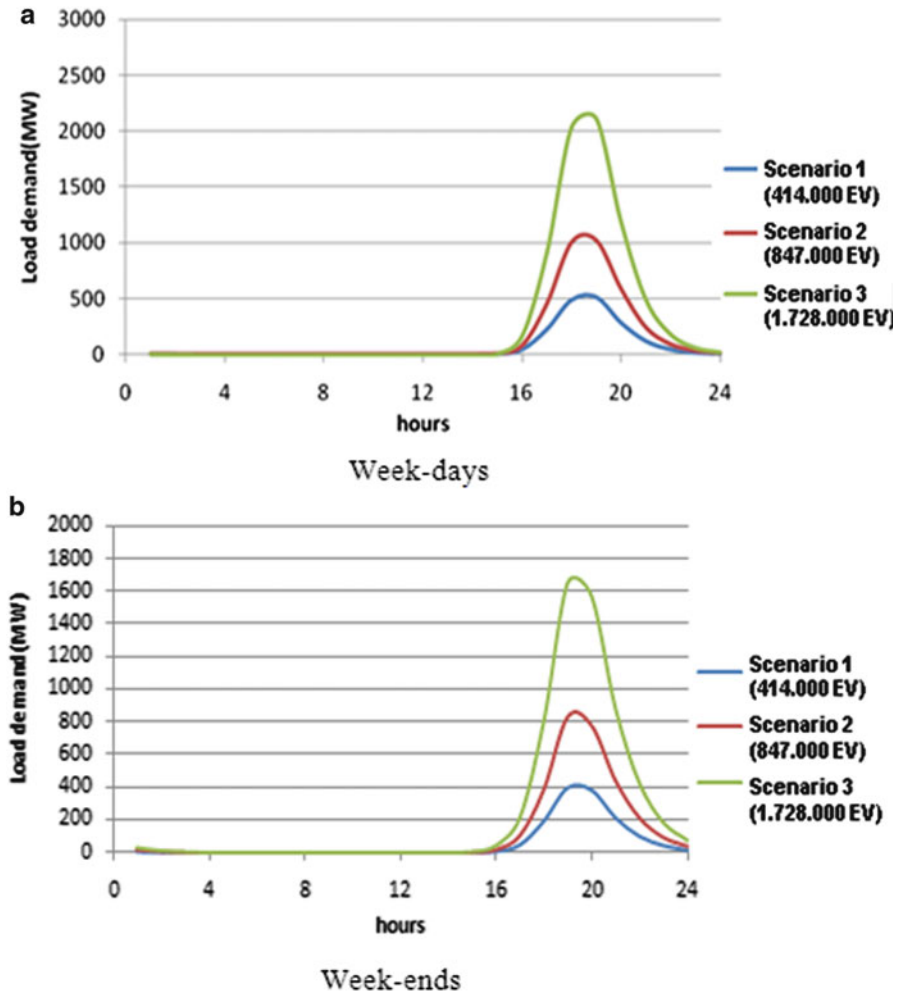 a
3000
2500
2000
1500
1000
500
0
Load demand(MW)
0 4 8 12 16 20 24
hours
Scenario 1
(414.000 EV)
Scenario 2
(847.000 EV)
Scenario 3
(1.728.000 EV)
Week-days
b
2000
1800
1600
1400
1200
1000
800
600
400
200
0
Load demand(MW)
0 4 8 12 16 20 24
hours
Scenario 1
(414.000 EV)
Scenario 2
(847.000 EV)
Scenario 3
(1.728.000 EV)
Week-ends